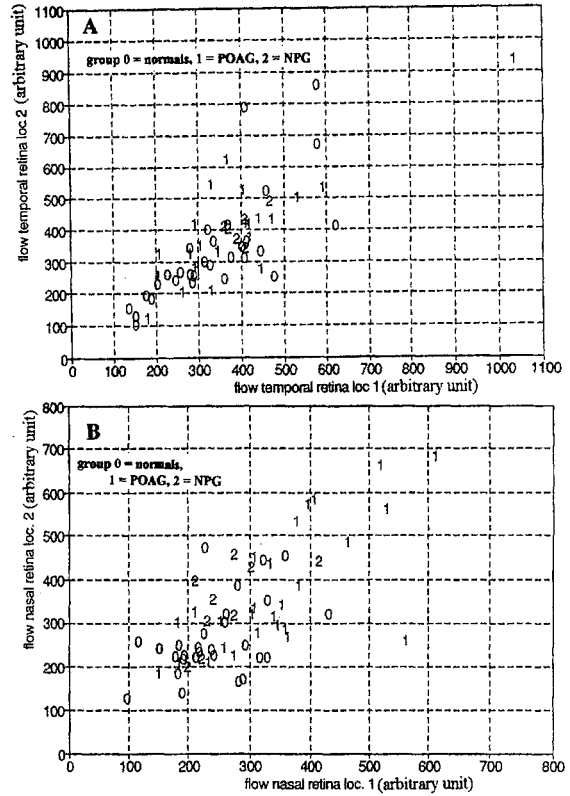 A
group 0 = normals, 1 = POAG, 2 = NPG
flow temporal retina loc. 2 (arbitrary unit)
1100
1000
900
800
700
600
500
400
300
200
100
0
0 100 200 300 400 500 600 700 800 900 1000 1100
flow temporal retina loc 1 (arbitrary unit)
B
group 0 = normals,
1 = POAG, 2 = NPG
flow nasal retina loc. 2 (arbitrary unit)
800
700
600
500
400
300
200
100
0
0 100 200 300 400 500 600 700 800
flow nasal retina loc. 1 (arbitrary unit)